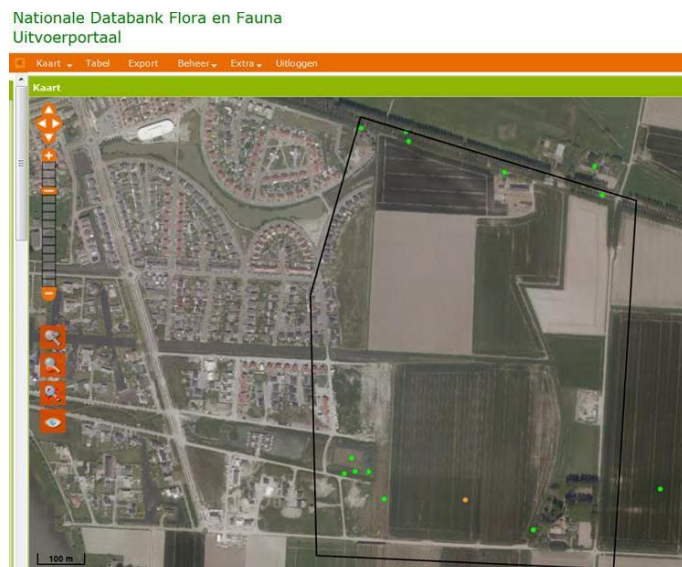 Nationale Databank Flora en Fauna
Uitvoerportaal
Kaart Tabel Export Beheer Extra Uitloggen
Kaart
100 m